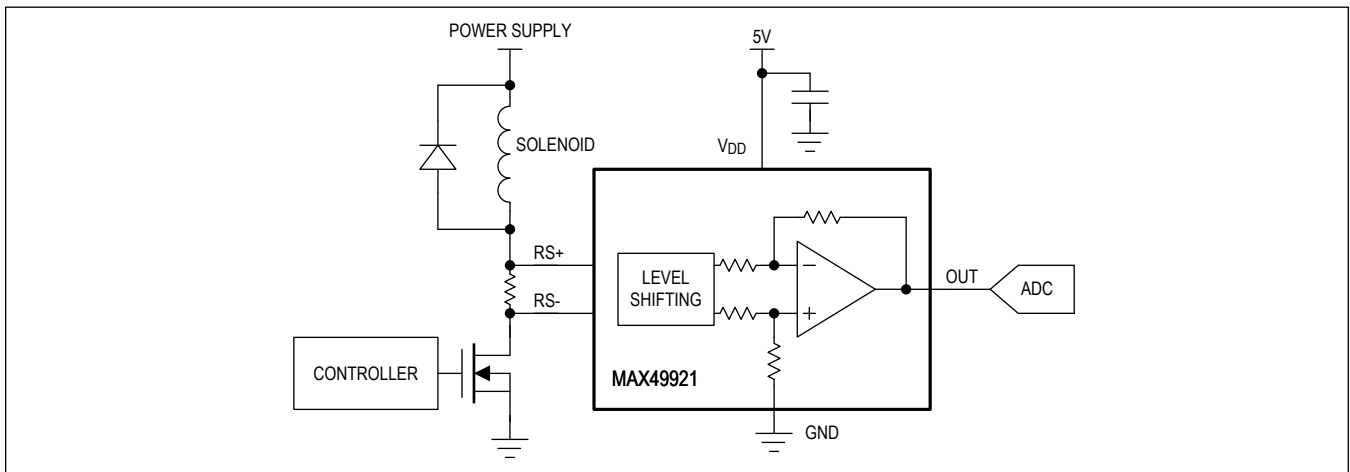 POWER SUPPLY
5V
SOLENOID
VDD
RS+
LEVEL
SHIFTING
RS-
−
+
OUT
ADC
CONTROLLER
MAX49921
GND